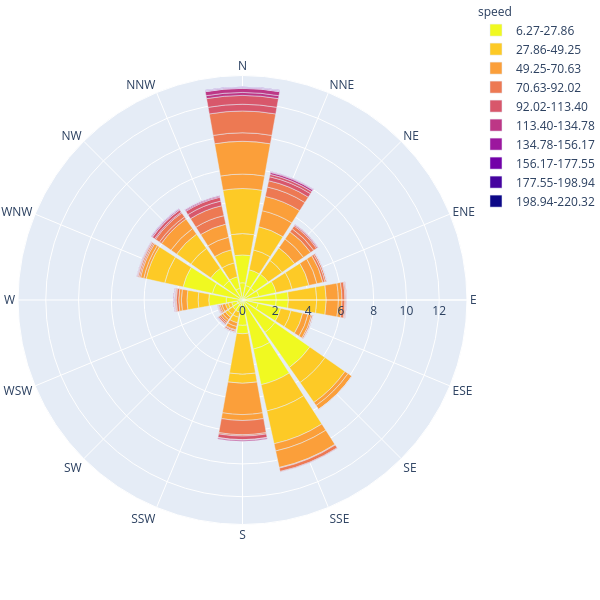 speed
6.27-27.86
27.86-49.25
49.25-70.63
70.63-92.02
92.02-113.40
113.40-134.78
134.78-156.17
156.17-177.55
177.55-198.94
198.94-220.32
N
NNW
NNE
NW
NE
WNW
ENE
W
0 2 4 6 8 10 12
E
WSW
ESE
SW
SE
SSW
SSE
S